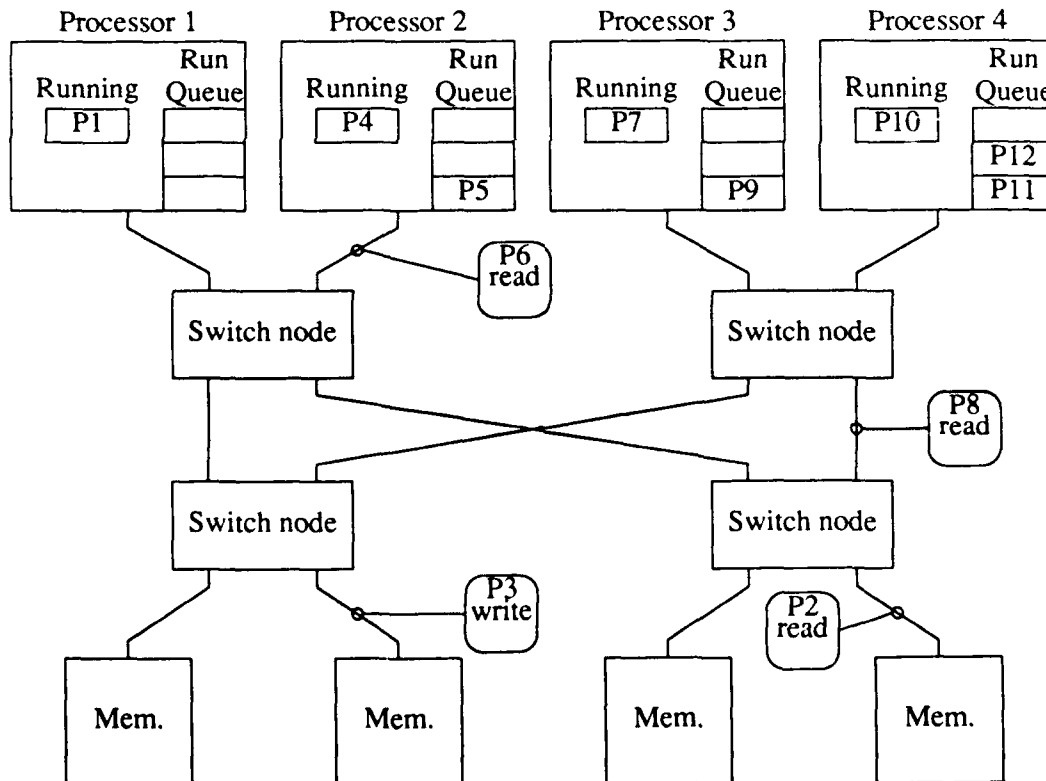 Processor 1 Processor 2 Processor 3 Processor 4
Run Run Run Run
Running Queue Running Queue Running Queue Running Queue
P1 P4 P7 P10
P12
P5 P9 P11
P6
read
Switch node Switch node
P8
read
Switch node Switch node
P3
write
P2
read
Mem. Mem. Mem. Mem.